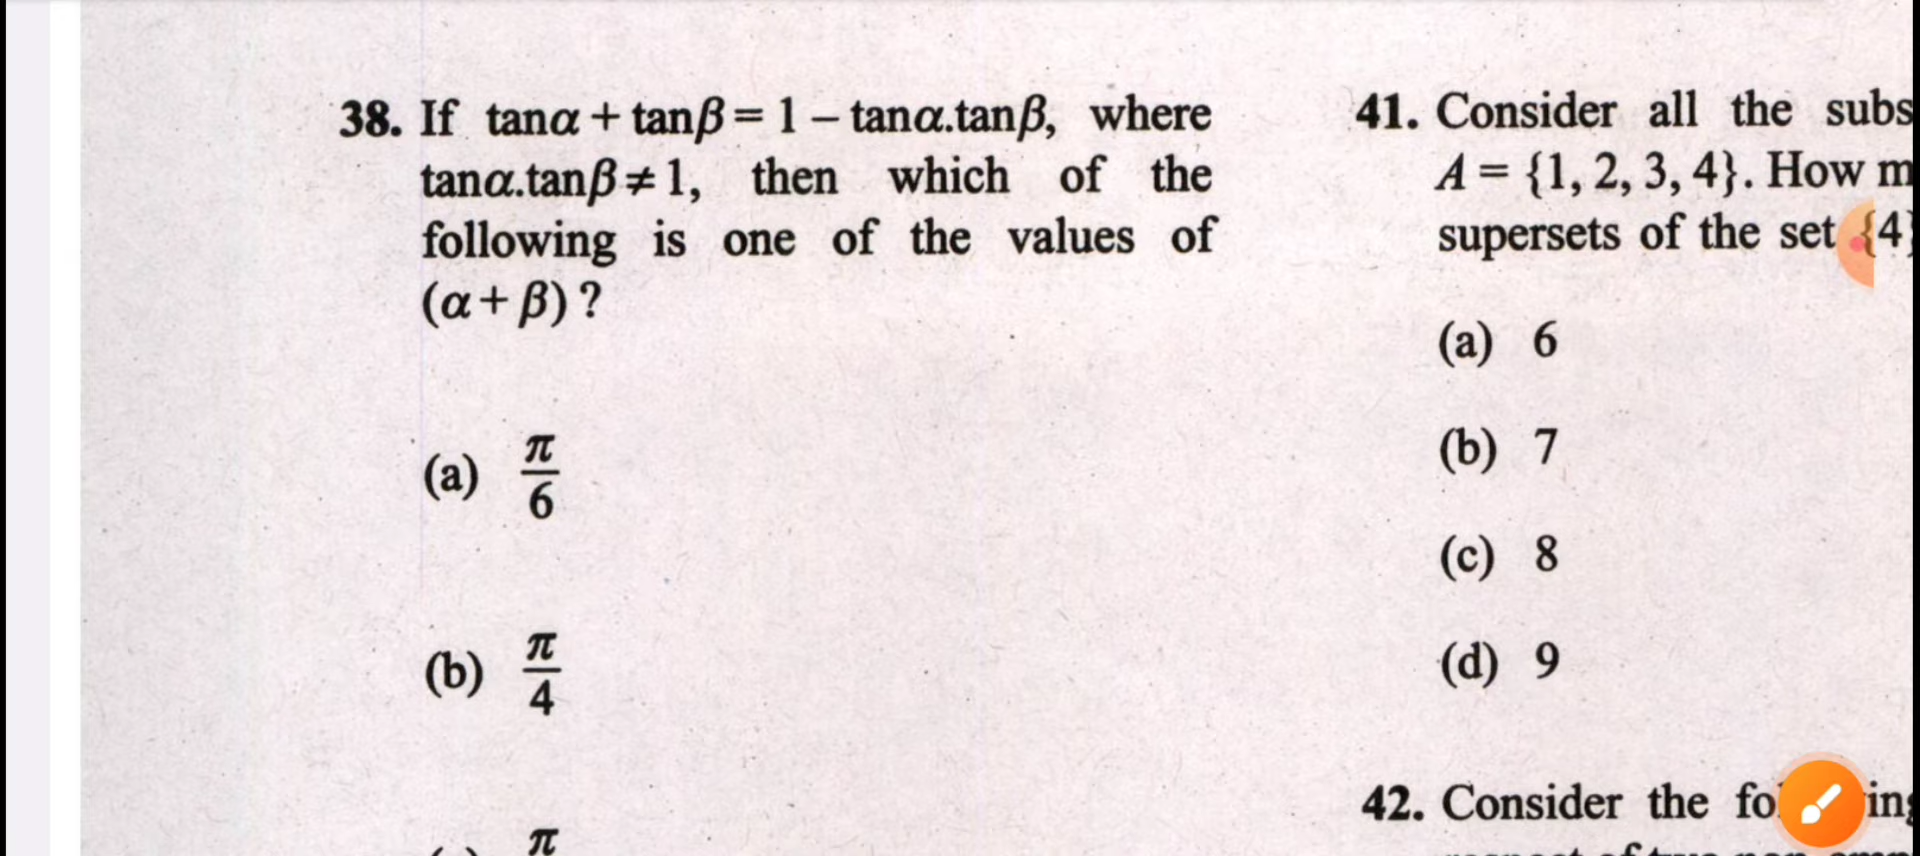 38. If tanα + tanβ = 1 – tanα.tanβ, where
tanα.tanβ ≠ 1, then which of the
following is one of the values of
(α + β) ?
(a) π/6
(b) π/4
π
41. Consider all the subs
A = {1, 2, 3, 4}. How m
supersets of the set {4}
(a) 6
(b) 7
(c) 8
(d) 9
42. Consider the fo